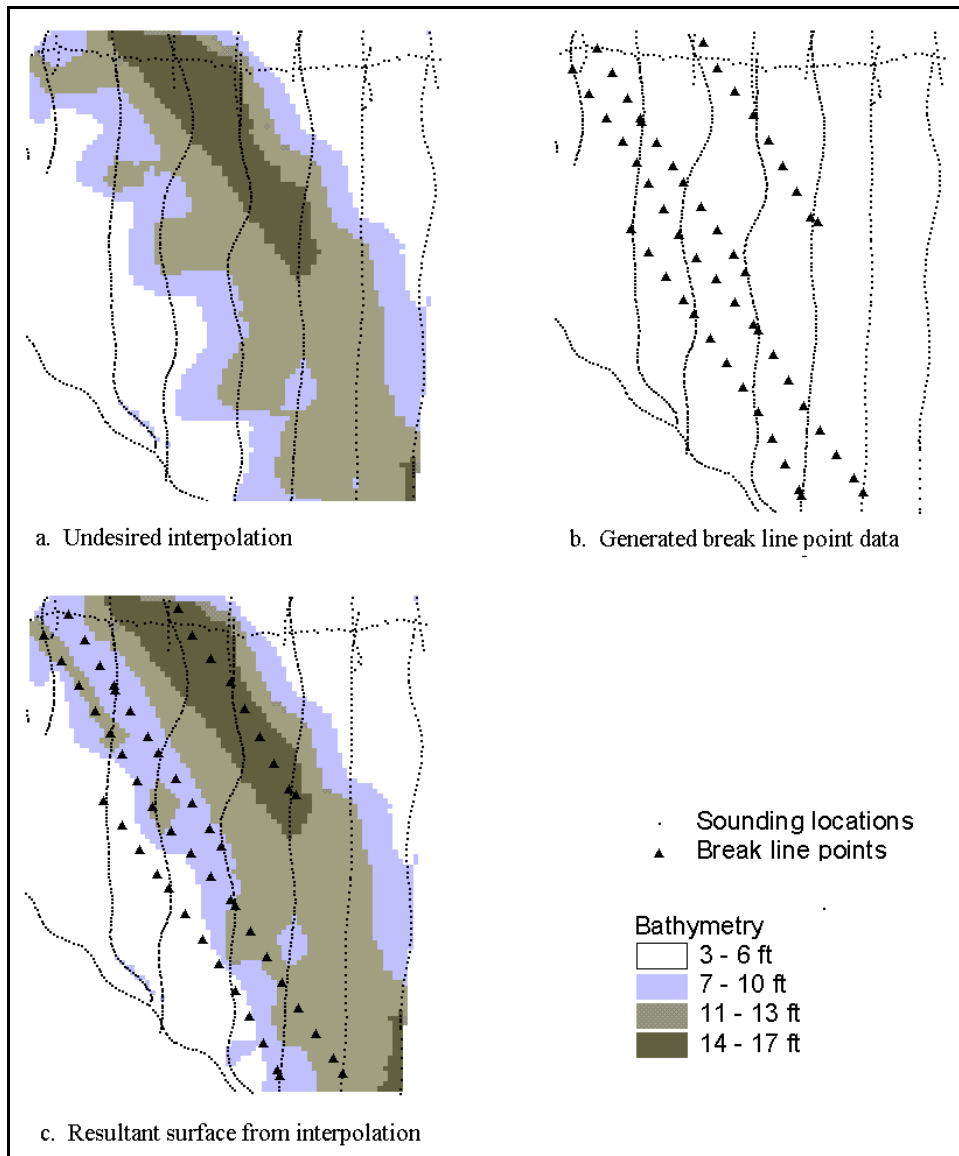 a. Undesired interpolation
b. Generated break line point data
Sounding locations
Break line points
Bathymetry
3 - 6 ft
7 - 10 ft
11 - 13 ft
14 - 17 ft
c. Resultant surface from interpolation